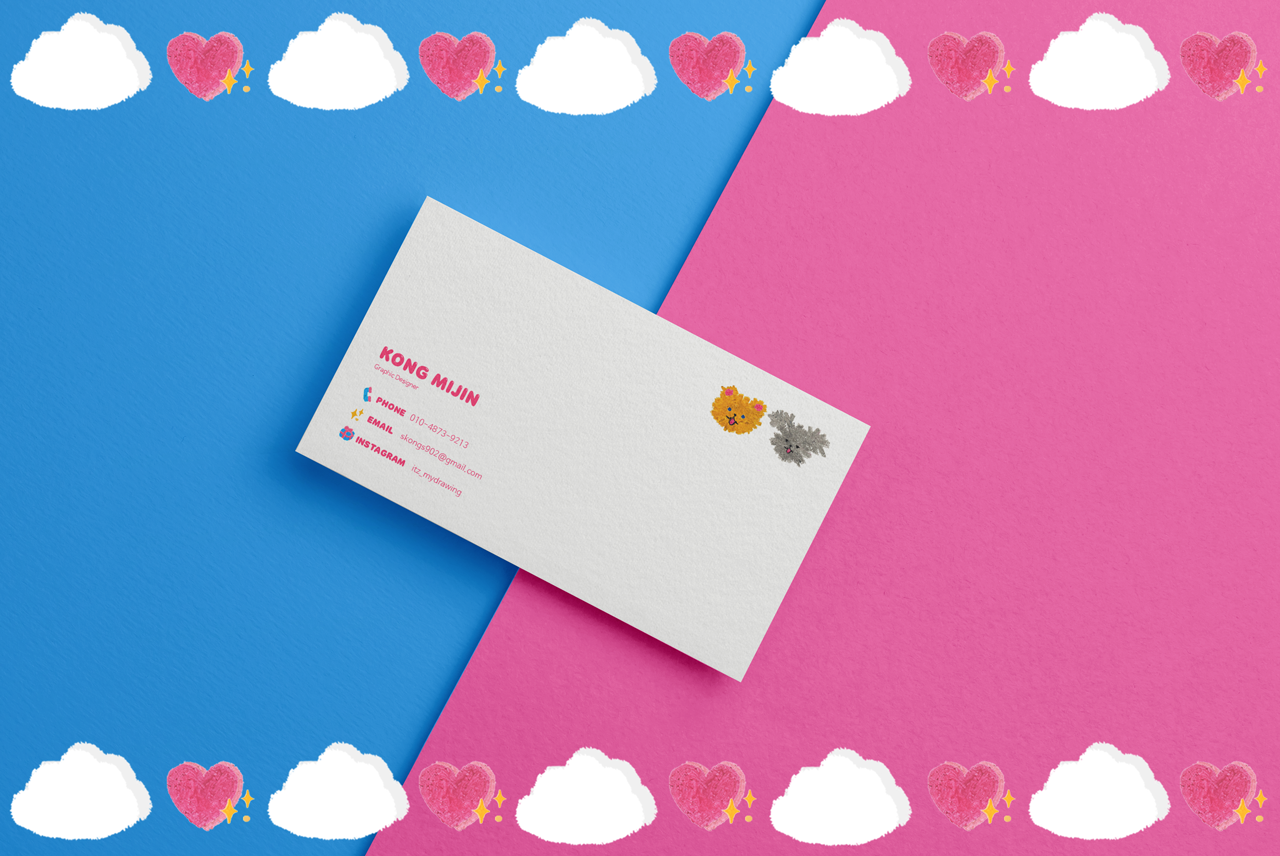 KONG MIJIN
Graphic Designer
PHONE 010-4873-9213
EMAIL skongs902@gmail.com
INSTAGRAM itz_mydrawing